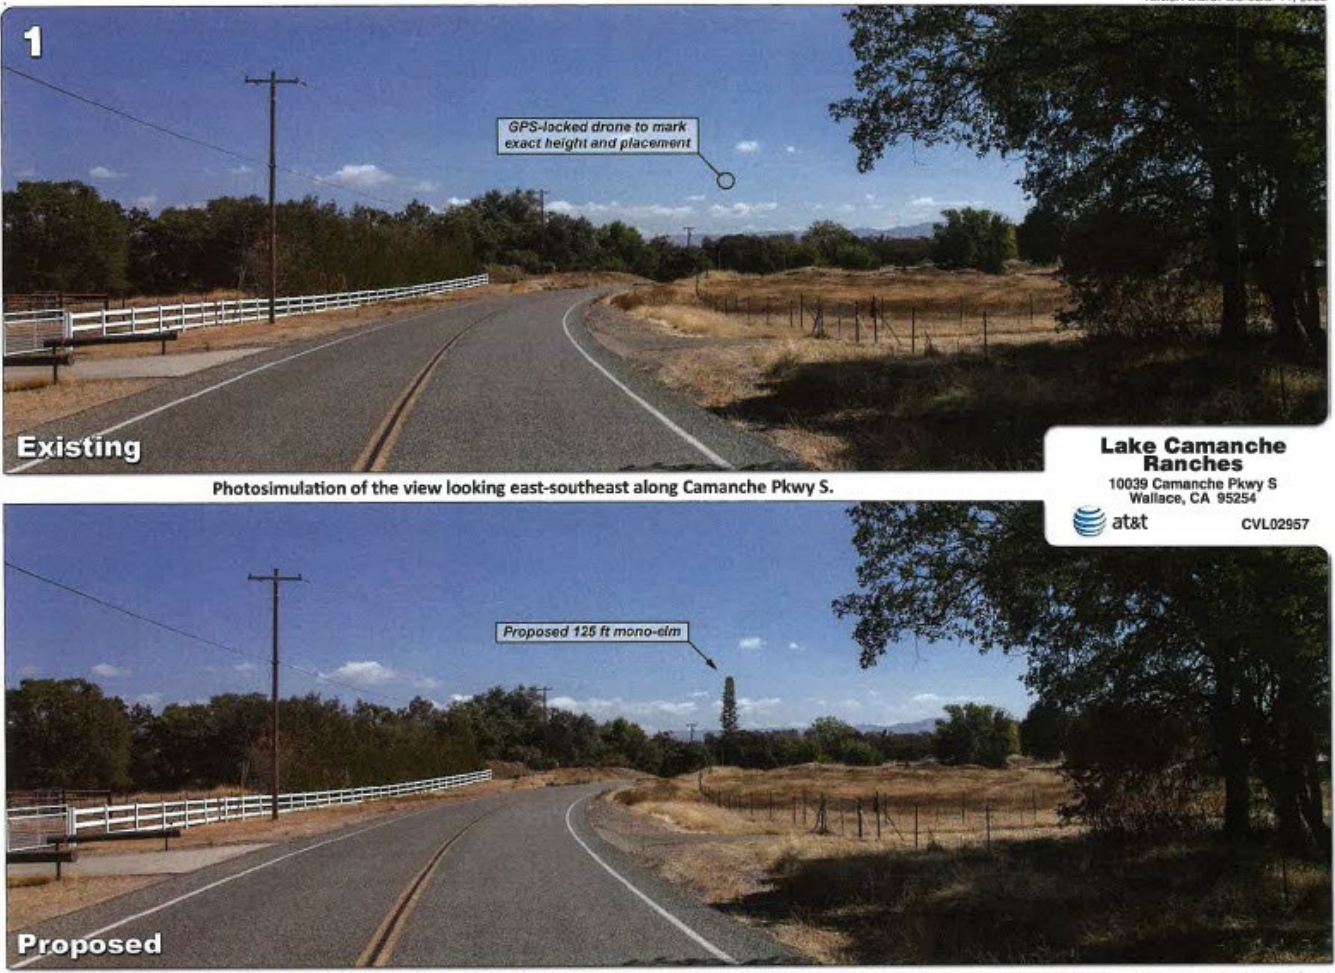 1
GPS-locked drone to mark
exact height and placement
Existing
Photosimulation of the view looking east-southeast along Camanche Pkwy S.
Lake Camanche
Ranches
10039 Camanche Pkwy S
Wallace, CA 95254
at&t
CVL02957
Proposed 125 ft mono-elm
Proposed